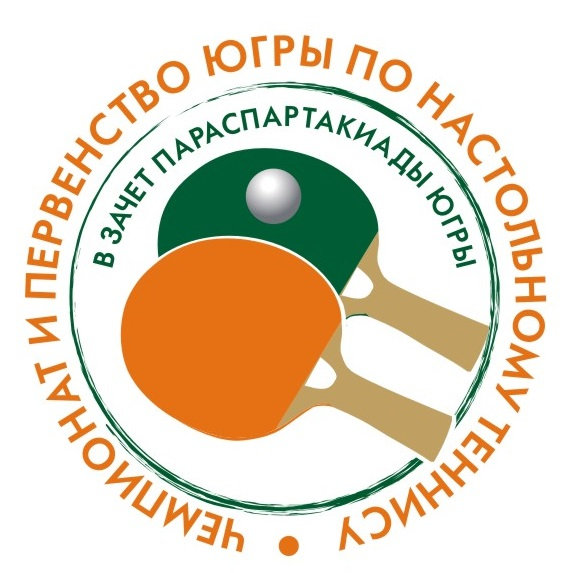 ЧЕМПИОНАТ И ПЕРВЕНСТВО ЮГРЫ ПО НАСТОЛЬНОМУ ТЕННИСУ
В ЗАЧЕТ ПАРАСПАРТАКИАДЫ ЮГРЫ